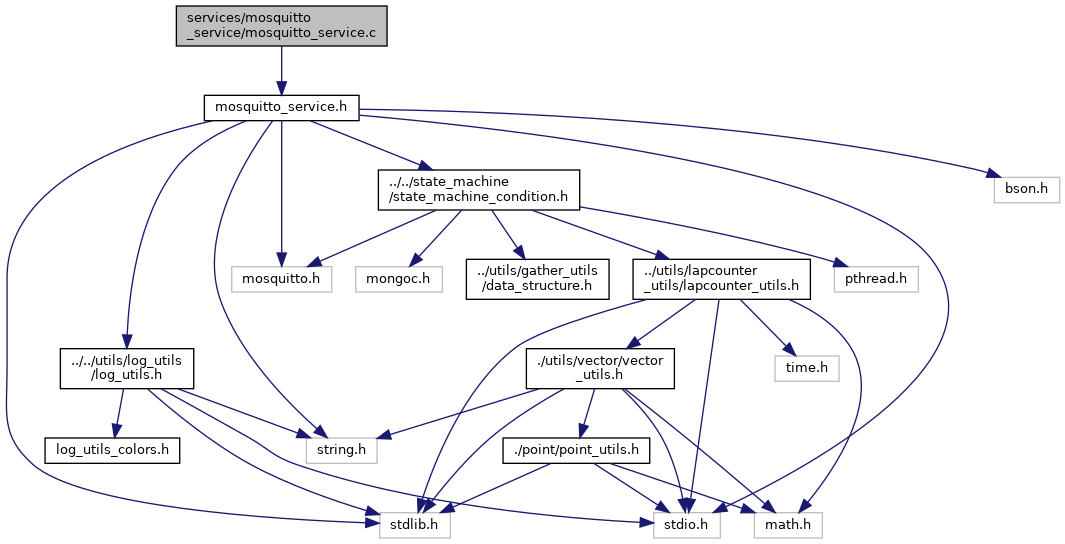 services/mosquitto
_service/mosquitto_service.c
mosquitto_service.h
../../state_machine
/state_machine_condition.h
bson.h
mosquitto.h
mongoc.h
../utils/gather_utils
/data_structure.h
../utils/lapcounter
_utils/lapcounter_utils.h
pthread.h
../../utils/log_utils
/log_utils.h
./utils/vector/vector
_utils.h
time.h
log_utils_colors.h
string.h
./point/point_utils.h
stdlib.h
stdio.h
math.h